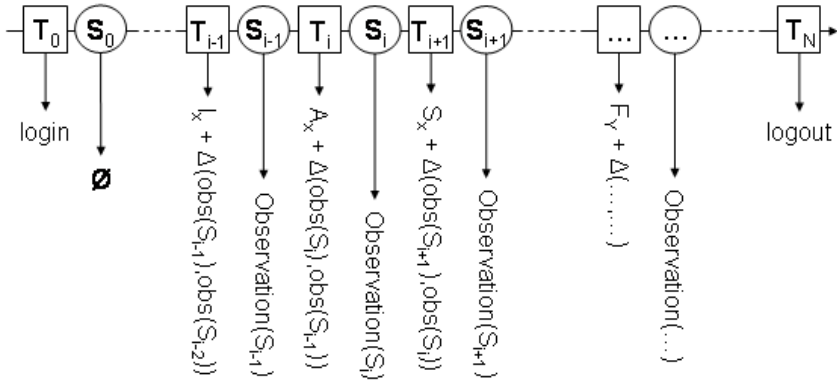 T₀ S₀ Tᵢ₋₁ Sᵢ₋₁ Tᵢ Sᵢ Tᵢ₊₁ Sᵢ₊₁ ... ... T_N
login
Ø
Iₓ + Δ(obs(Sᵢ₋₁),obs(Sᵢ₋₂))
Observation(Sᵢ₋₁)
Aₓ + Δ(obs(Sᵢ),obs(Sᵢ₋₁))
Observation(Sᵢ)
Sₓ + Δ(obs(Sᵢ₊₁),obs(Sᵢ))
Observation(Sᵢ₊₁)
F_Y + Δ(...,...)
Observation(...)
logout